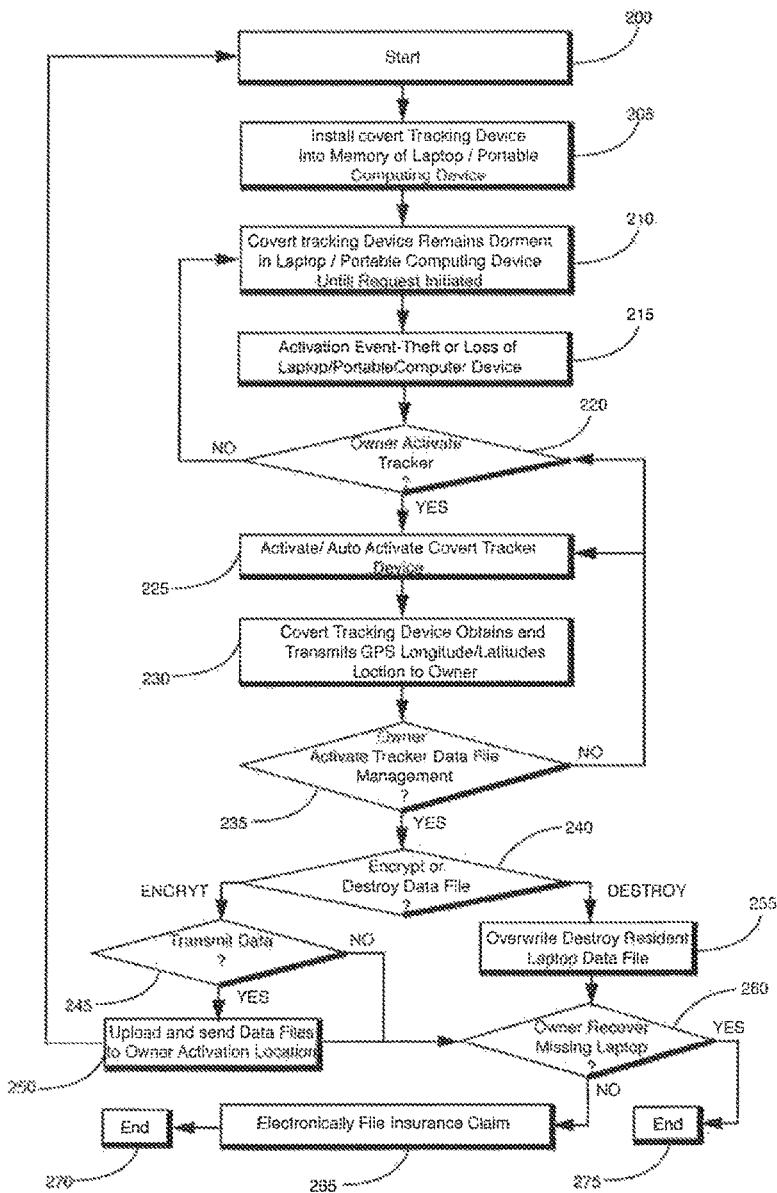 200
Start
205
Install covert Tracking Device
into Memory of Laptop / Portable
Computing Device
210
Covert tracking Device Remains Dorment
in Laptop / Portable Computing Device
Untill Request Initiated
215
Activation Event-Theft or Loss of
Laptop/PortableComputer Device
220
NO
Owner Activate
Tracker
?
YES
Activate/ Auto Activate Covert Tracker
Device
225
Covert Tracking Device Obtains and
Transmits GPS Longitude/Latitudes
Loction to Owner
230
Owner
Activate Tracker Data File
Management
?
NO
235
YES
240
Encrypt or
Destroy Data File
?
ENCRYT
DESTROY
255
Transmit Data
?
NO
Overwrite Destroy Resident
Laptop Data File
245
YES
260
Upload and send Data Files
to Owner Activation Location
Owner Recover
Missing Laptop
?
YES
250
NO
End
Electronically File Insurance Claim
End
270
265
275